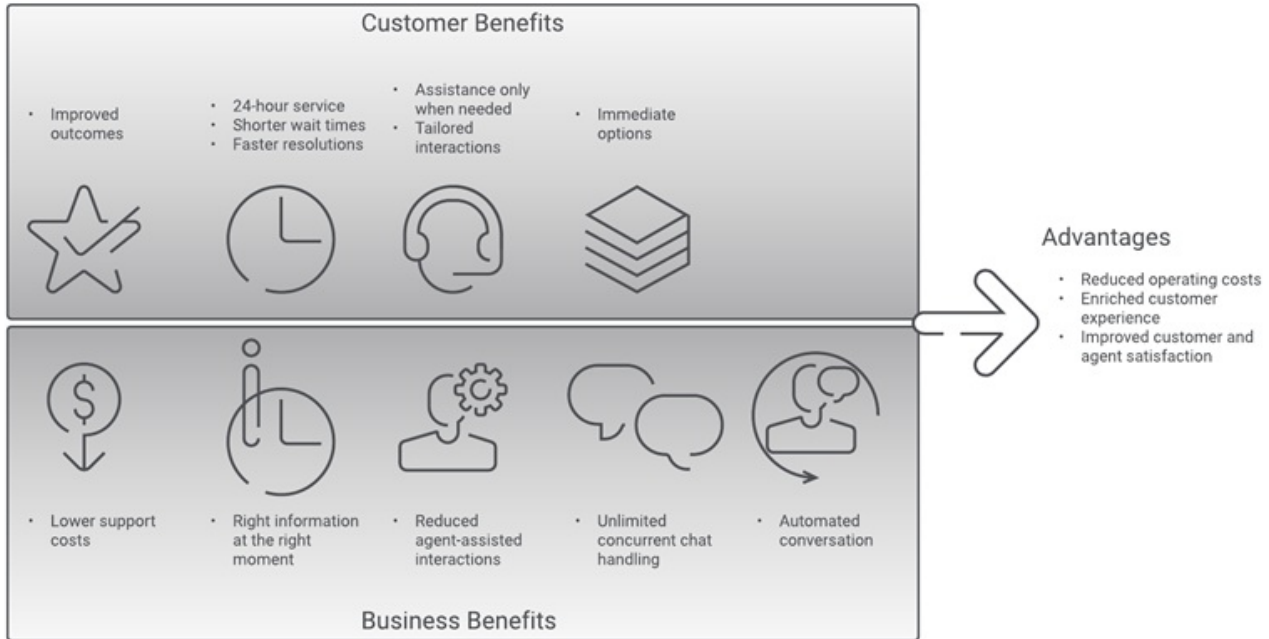 Customer Benefits
• Improved
outcomes
• 24-hour service
• Shorter wait times
• Faster resolutions
• Assistance only
when needed
• Tailored
interactions
• Immediate
options
Advantages
• Reduced operating costs
• Enriched customer
experience
• Improved customer and
agent satisfaction
$
• Lower support
costs
• Right information
at the right
moment
• Reduced
agent-assisted
interactions
• Unlimited
concurrent chat
handling
• Automated
conversation
Business Benefits